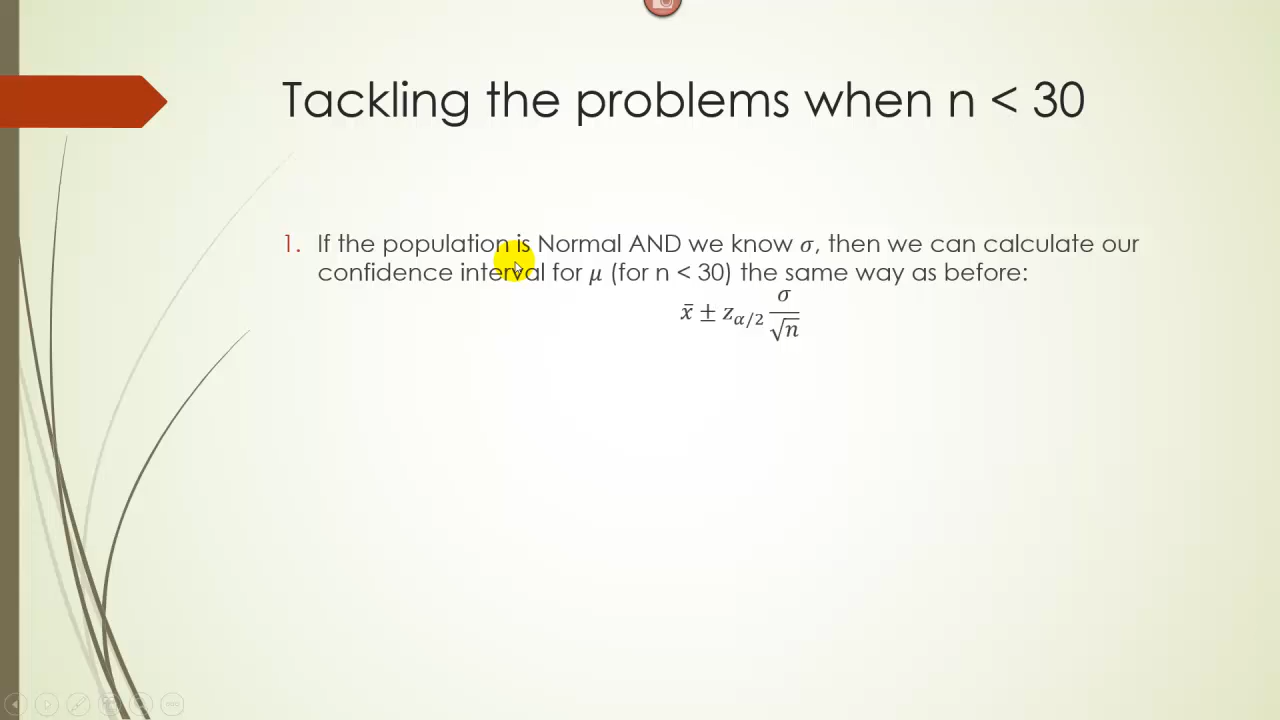 Tackling the problems when n < 30
1. If the population is Normal AND we know σ, then we can calculate our
confidence interval for μ (for n < 30) the same way as before:
x̄ ± z_{α/2} σ/√n